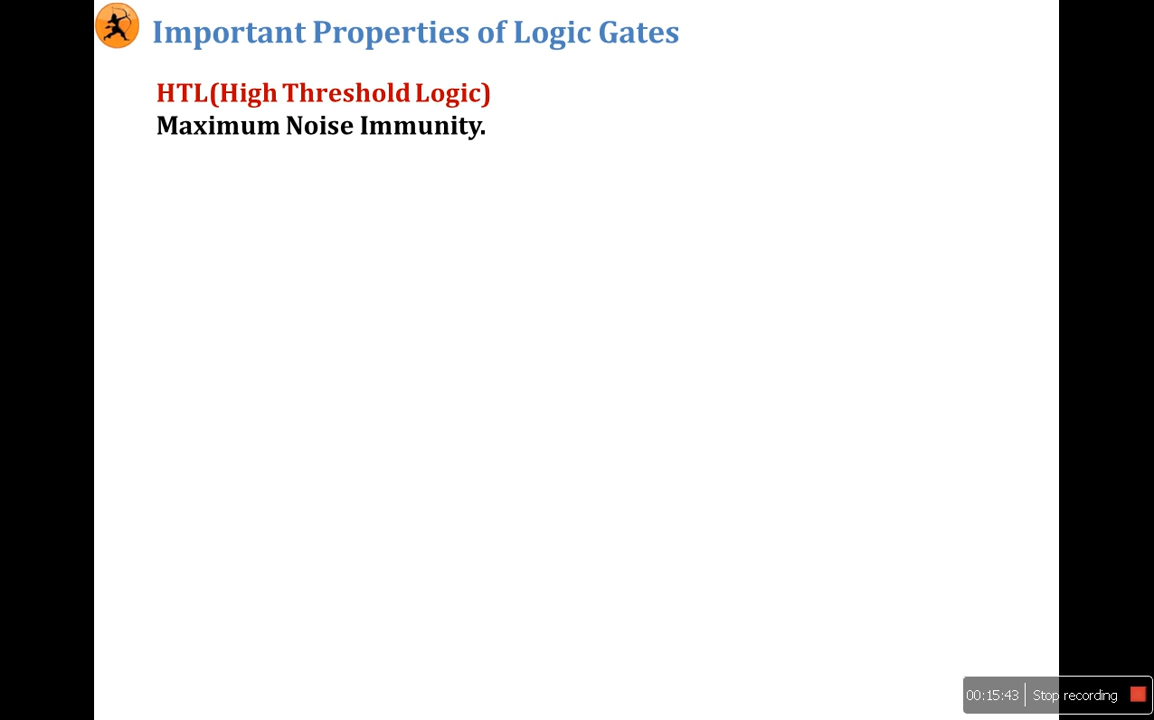 Important Properties of Logic Gates
HTL(High Threshold Logic)
Maximum Noise Immunity.
00:15:43 Stop recording